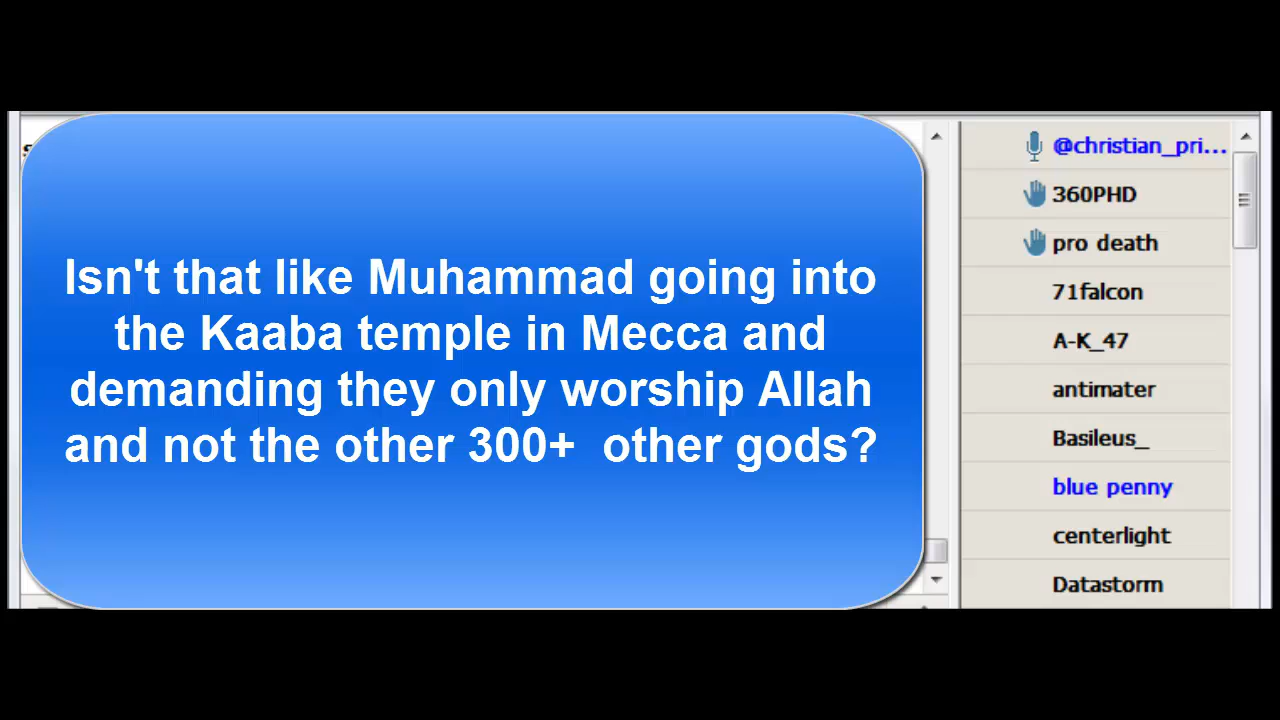 Isn't that like Muhammad going into
the Kaaba temple in Mecca and
demanding they only worship Allah
and not the other 300+  other gods?
@christian_pri...
360PHD
pro death
71falcon
A-K_47
antimater
Basileus_
blue penny
centerlight
Datastorm